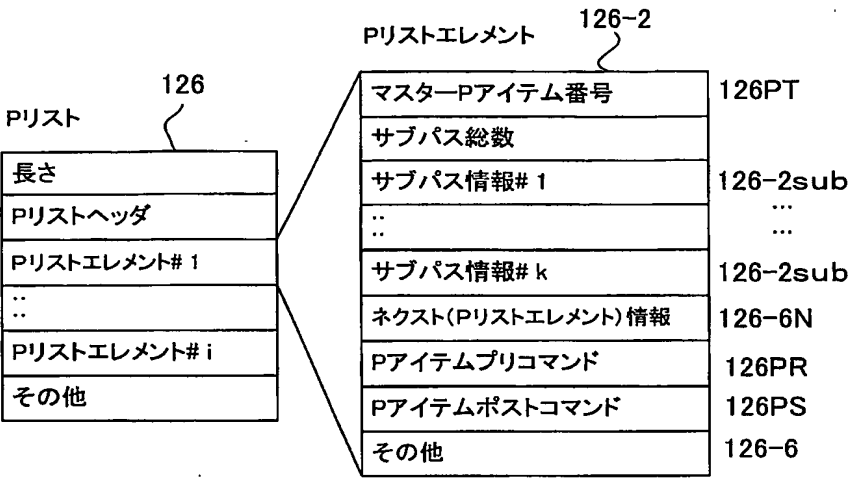 Pリスト
126
長さ
Pリストヘッダ
Pリストエレメント#1
::
Pリストエレメント#i
その他
Pリストエレメント
126-2
マスターPアイテム番号 126PT
サブパス総数
サブパス情報#1 126-2sub
:: …
…
サブパス情報#k 126-2sub
ネクスト(Pリストエレメント)情報 126-6N
Pアイテムプリコマンド 126PR
Pアイテムポストコマンド 126PS
その他 126-6